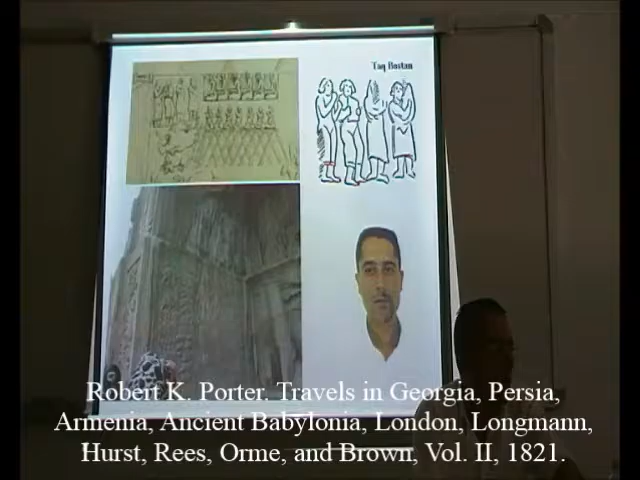 Taq Bostan
Robert K. Porter. Travels in Georgia, Persia,
Armenia, Ancient Babylonia, London, Longmann,
Hurst, Rees, Orme, and Brown, Vol. II, 1821.